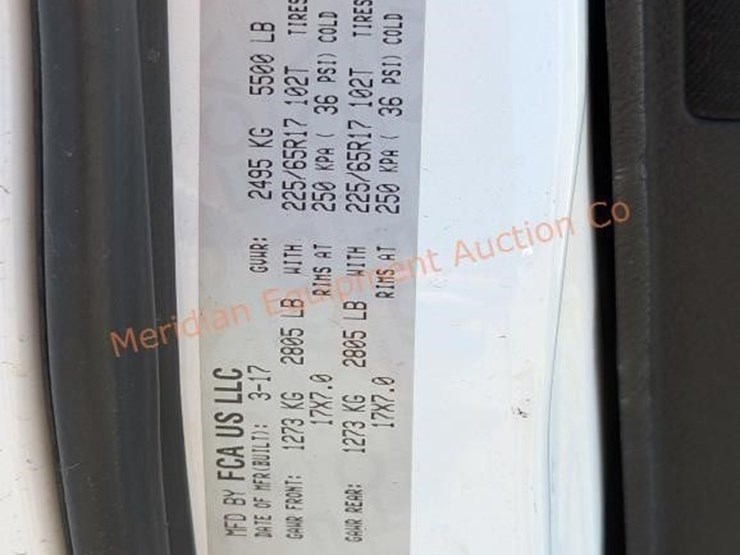 MFD BY FCA US LLC
DATE OF MFR(BUILT): 3-17 GVWR: 2495 KG 5500 LB
GAWR FRONT: 1273 KG 2805 LB WITH 225/65R17 102T TIRES
17X7.0 RIMS AT 250 KPA ( 36 PSI) COLD
GAWR REAR: 1273 KG 2805 LB WITH 225/65R17 102T TIRES
17X7.0 RIMS AT 250 KPA ( 36 PSI) COLD
Meridian Equipment Auction Co